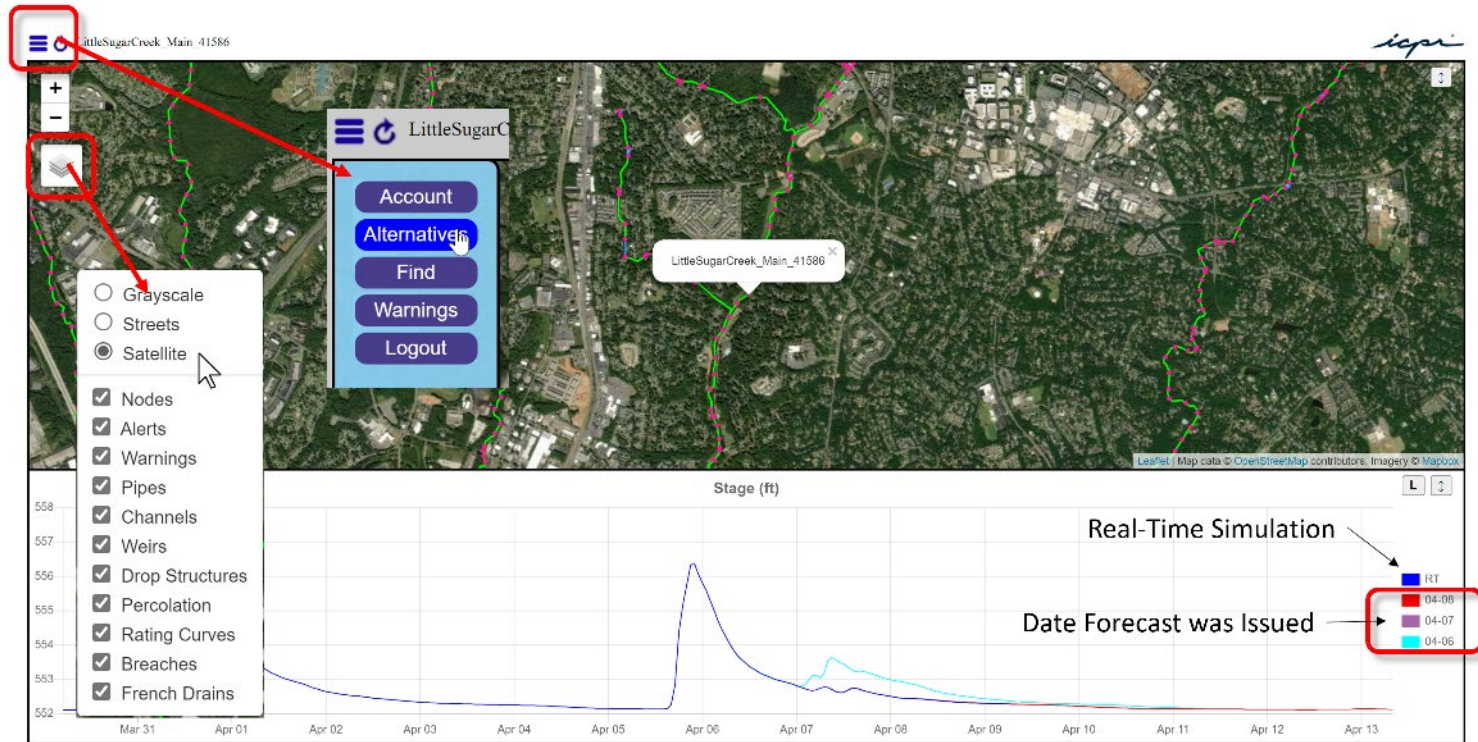 LittleSugarCreek_Main_41586
icpr
+
−
LittleSugarC
Account
Alternatives
Find
Warnings
Logout
LittleSugarCreek_Main_41586
×
Grayscale
Streets
Satellite
Nodes
Alerts
Warnings
Pipes
Channels
Weirs
Drop Structures
Percolation
Rating Curves
Breaches
French Drains
Leaflet | Map data © OpenStreetMap contributors, Imagery © Mapbox
Stage (ft)
L
558
557
556
555
554
553
552
Mar 31
Apr 01
Apr 02
Apr 03
Apr 04
Apr 05
Apr 06
Apr 07
Apr 08
Apr 09
Apr 10
Apr 11
Apr 12
Apr 13
Real-Time Simulation
Date Forecast was Issued
RT
04-08
04-07
04-06